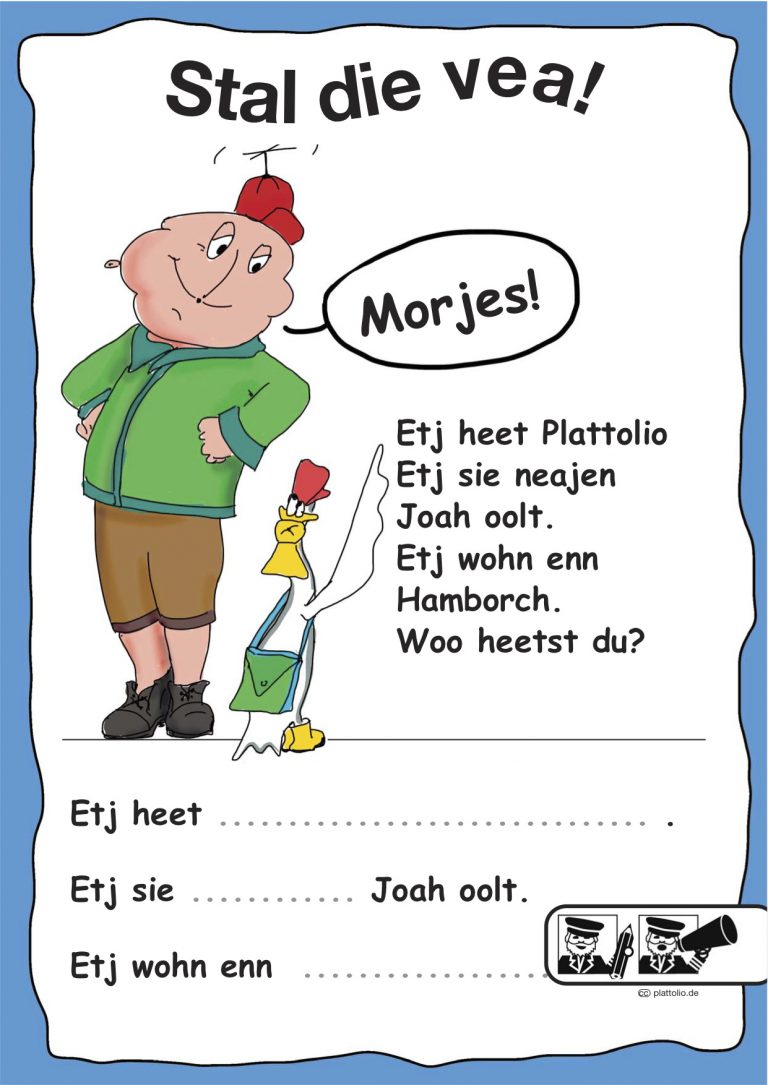 Stal die vea!
Morjes!
Etj heet Plattolio
Etj sie neajen
Joah oolt.
Etj wohn enn
Hamborch.
Woo heetst du?
Etj heet ................................ .
Etj sie ............ Joah oolt.
Etj wohn enn ..................
cc plattolio.de